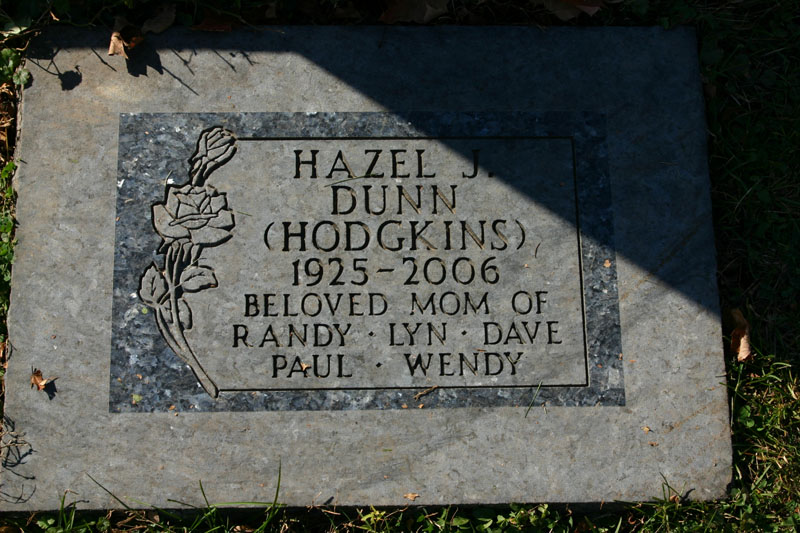 HAZEL J.
DUNN
(HODGKINS)
1925-2006
BELOVED MOM OF
RANDY · LYN · DAVE
PAUL · WENDY